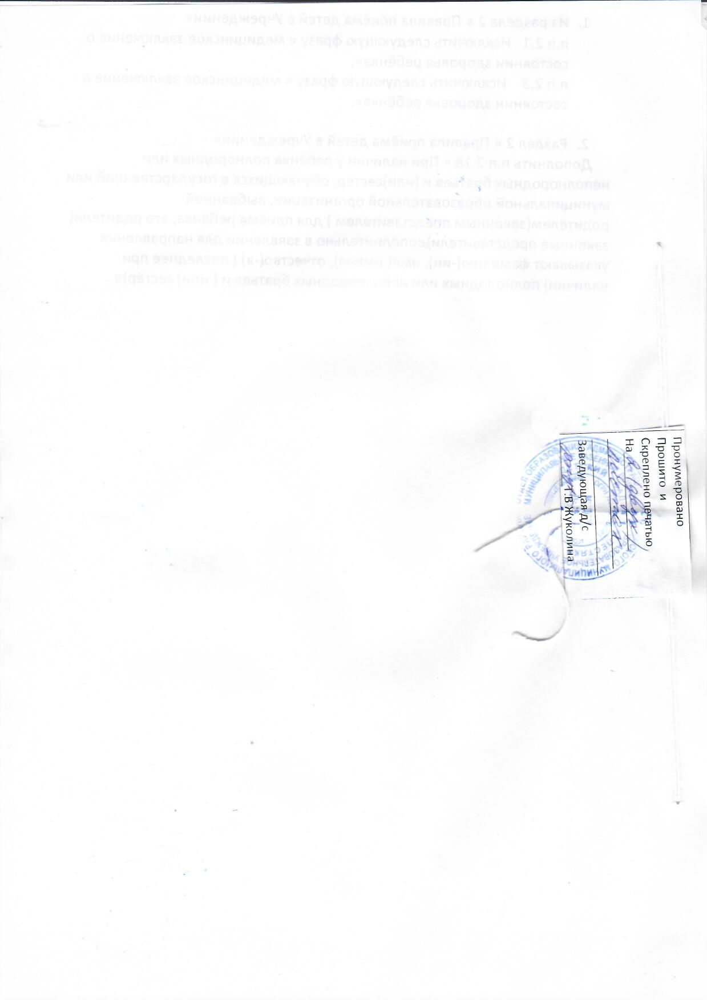 1. Из раздела 2 « Правила приёма детей в Учреждении»
п.п 2.1 Исключить следующую фразу « медицинское заключение о
состоянии здоровья ребёнка»;
п.п 2.3 Исключить следующую фразу « медицинское заключение о
состоянии здоровья ребёнка».
2. Раздел 2 « Правила приёма детей в Учреждении»
Дополнить п.п 2.18 « При наличии у ребёнка полнородных или
неполнородных братьев и (или)сестер, обучающихся в государственной или
муниципальной образовательной организации, выбранной
родителем(законным представителем ) для приёма ребёнка, его родители(
законные представители)дополнительно в заявлении для направления
указывают фамилию(-ии), имя( имена), отчество(-а) ( последнее при
наличии) полнородных или неполнородных братьев и ( или) сестёр)»
Пронумеровано
Прошито и
Скреплено печатью
На
Заведующая д/с
Т.В Жуколина